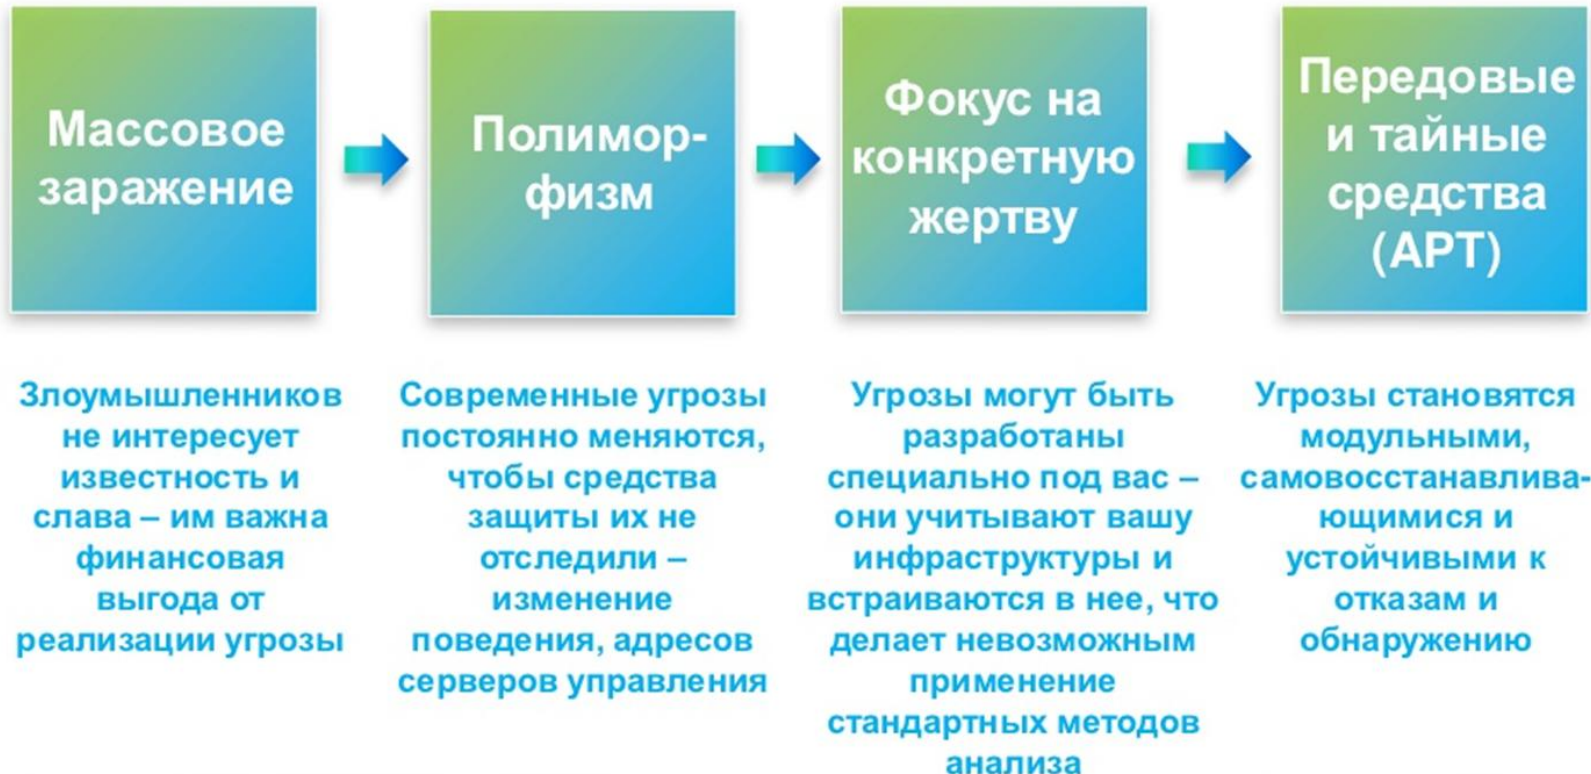 Массовое
заражение
Полимор-
физм
Фокус на
конкретную
жертву
Передовые
и тайные
средства
(APT)
Злоумышленников
не интересует
известность и
слава – им важна
финансовая
выгода от
реализации угрозы
Современные угрозы
постоянно меняются,
чтобы средства
защиты их не
отследили –
изменение
поведения, адресов
серверов управления
Угрозы могут быть
разработаны
специально под вас –
они учитывают вашу
инфраструктуры и
встраиваются в нее, что
делает невозможным
применение
стандартных методов
анализа
Угрозы становятся
модульными,
самовосстанавлива-
ющимися и
устойчивыми к
отказам и
обнаружению